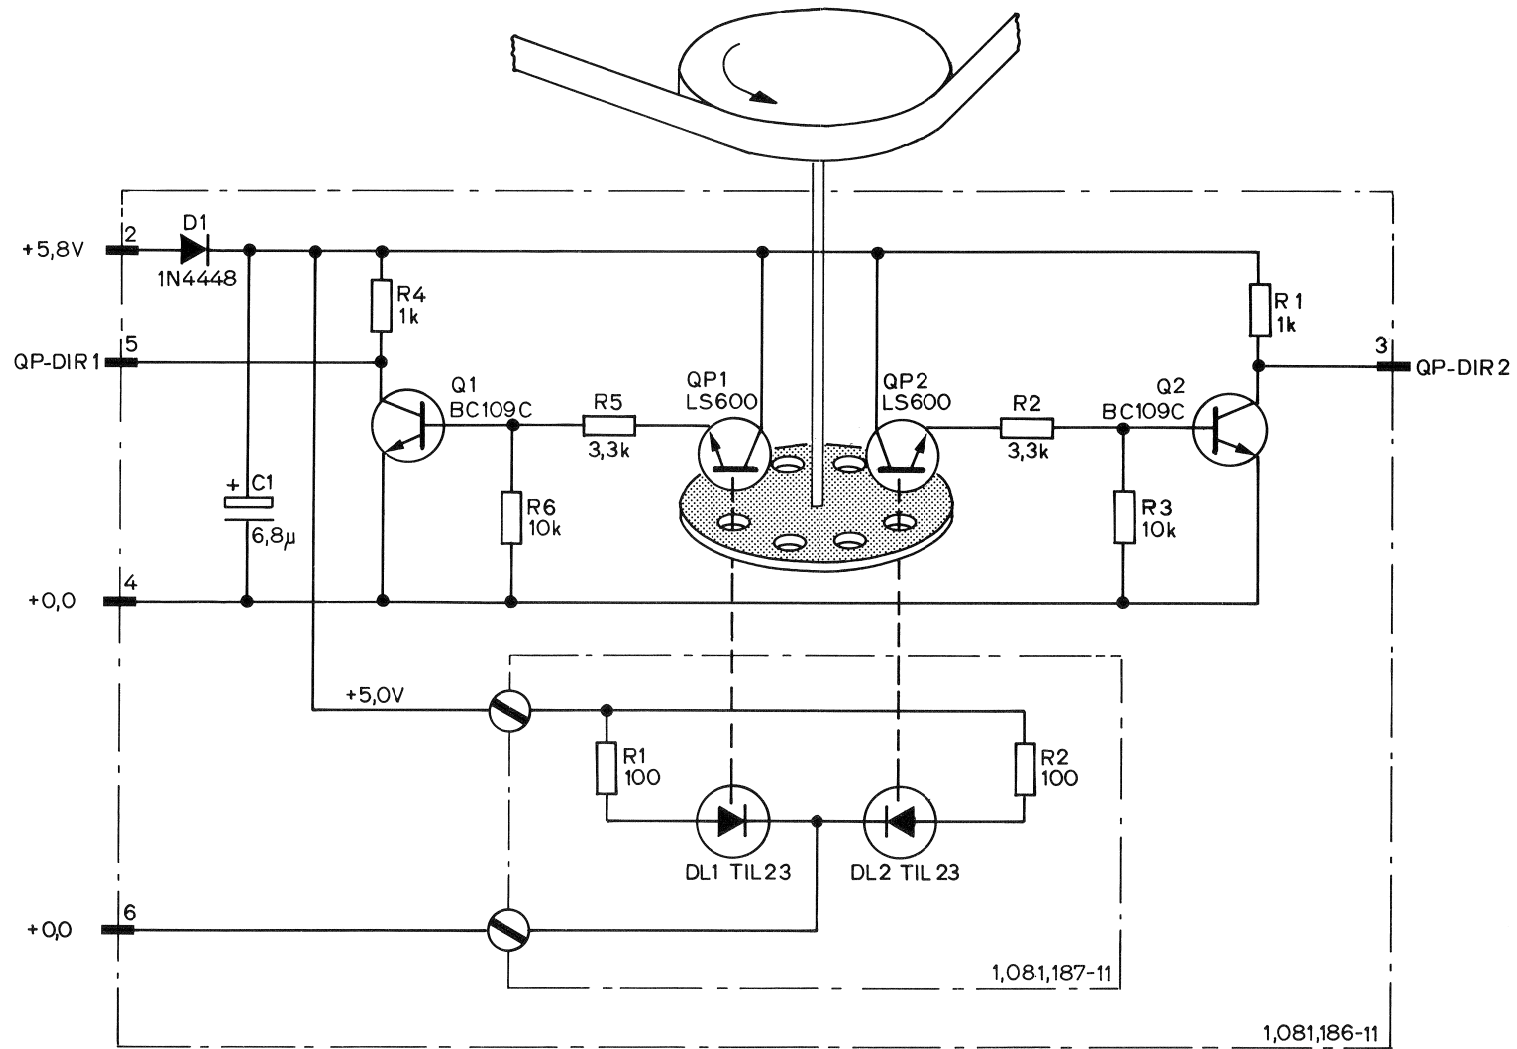 D1
2
+5,8V
1N4448
R4
1k
R1
1k
5
QP-DIR1
3
QP-DIR2
Q1
BC109C
R5
3,3k
QP1
LS600
QP2
LS600
R2
3,3k
Q2
BC109C
+ C1
6,8µ
R6
10k
R3
10k
4
+0,0
+5,0V
R1
100
R2
100
DL1 TIL23
DL2 TIL23
6
+0,0
1,081,187-11
1,081,186-11